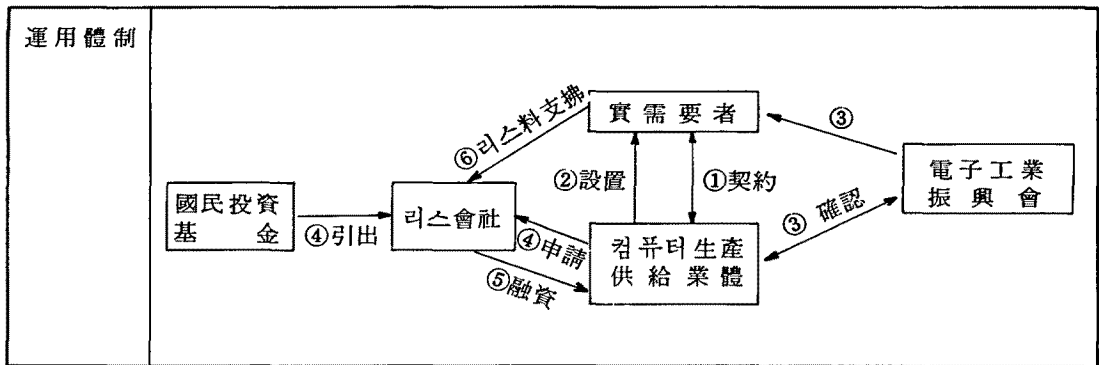 運用體制
實需要者
③
⑥리스料支拂
電子工業
振興會
②設置
①契約
國民投資
基金
리스會社
③ 確認
④引出
④申請
컴퓨터生產
供給業體
⑤融資